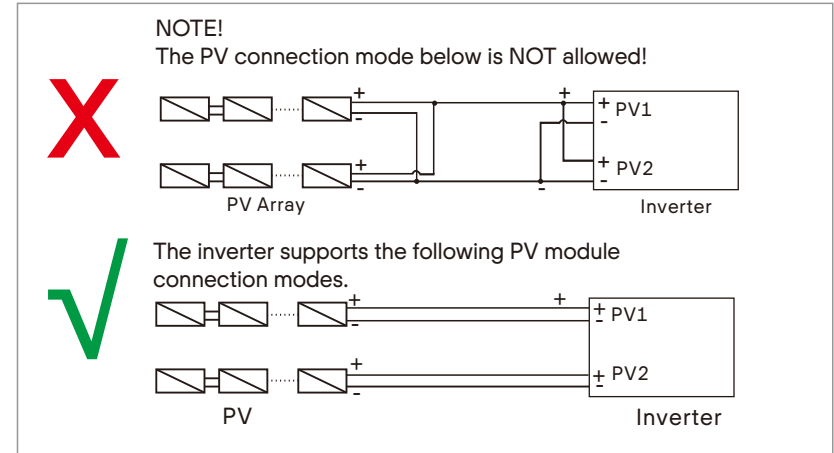 NOTE!
The PV connection mode below is NOT allowed!
X
+ + + PV1
- -
+ + PV2
- - -
PV Array Inverter
The inverter supports the following PV module
connection modes.
√
+ + + PV1
- -
+ + PV2
- -
PV Inverter